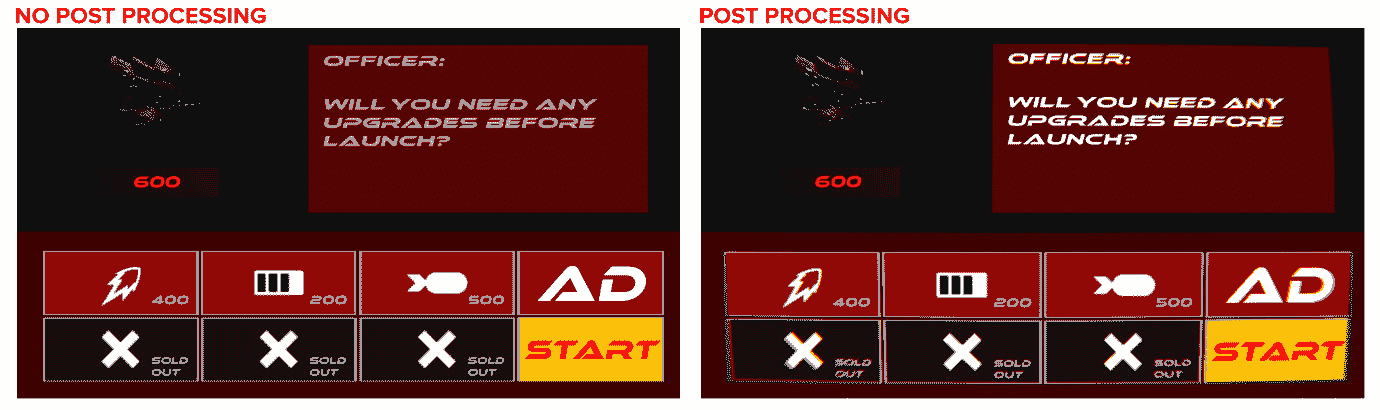 NO POST PROCESSING
OFFICER:
WILL YOU NEED ANY
UPGRADES BEFORE
LAUNCH?
600
400
200
500
AD
SOLD
OUT
SOLD
OUT
SOLD
OUT
START
POST PROCESSING
OFFICER:
WILL YOU NEED ANY
UPGRADES BEFORE
LAUNCH?
600
400
200
500
AD
SOLD
OUT
SOLD
OUT
SOLD
OUT
START